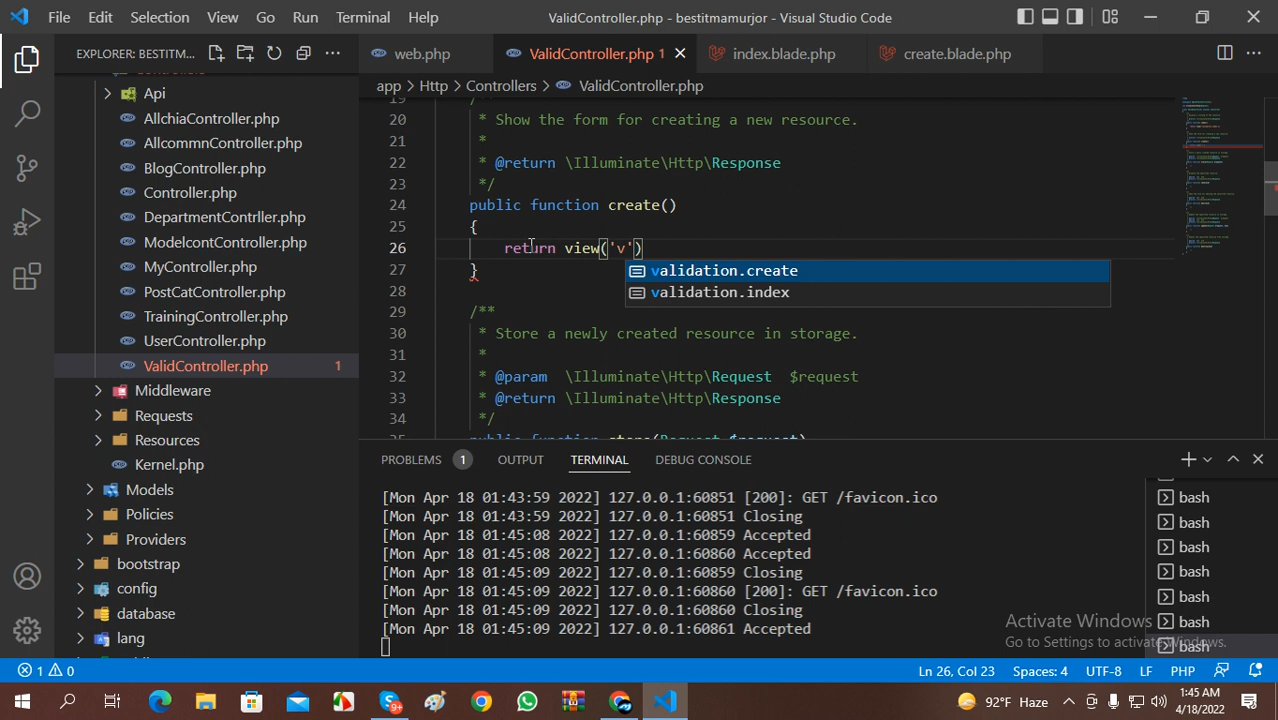 File Edit Selection View Go Run Terminal Help ValidController.php - bestitmamurjor - Visual Studio Code
EXPLORER: BESTITM...
web.php ValidController.php 1 index.blade.php create.blade.php
app > Http > Controllers > ValidController.php
Api
AllchiaController.php
AllcommnController.php
BlogController.php
Controller.php
DepartmentContrller.php
ModelcontController.php
MyController.php
PostCatController.php
TrainingController.php
UserController.php
ValidController.php 1
Middleware
Requests
Resources
Kernel.php
Models
Policies
Providers
bootstrap
config
database
lang
20 * Show the form for creating a new resource.
21 *
22 * @return \Illuminate\Http\Response
23 */
24 public function create()
25 {
26 return view('v')
validation.create
validation.index
27 }
28
29 /**
30 * Store a newly created resource in storage.
31 *
32 * @param \Illuminate\Http\Request $request
33 * @return \Illuminate\Http\Response
34 */
public function store(Request $request)
PROBLEMS 1 OUTPUT TERMINAL DEBUG CONSOLE
[Mon Apr 18 01:43:59 2022] 127.0.0.1:60851 [200]: GET /favicon.ico
[Mon Apr 18 01:43:59 2022] 127.0.0.1:60851 Closing
[Mon Apr 18 01:45:08 2022] 127.0.0.1:60859 Accepted
[Mon Apr 18 01:45:08 2022] 127.0.0.1:60860 Accepted
[Mon Apr 18 01:45:09 2022] 127.0.0.1:60859 Closing
[Mon Apr 18 01:45:09 2022] 127.0.0.1:60860 [200]: GET /favicon.ico
[Mon Apr 18 01:45:09 2022] 127.0.0.1:60860 Closing
[Mon Apr 18 01:45:09 2022] 127.0.0.1:60861 Accepted
bash
bash
bash
bash
bash
bash
bash
Activate Windows
Go to Settings to activate Windows.
1 0 Ln 26, Col 23 Spaces: 4 UTF-8 LF PHP
92°F Haze 1:45 AM
4/18/2022